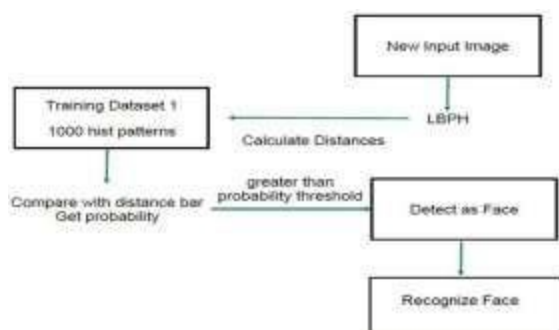 New Input Image
LBPH
Calculate Distances
Training Dataset 1
1000 hist patterns
Compare with distance bar
Get probability
greater than
probability threshold
Detect as Face
Recognize Face